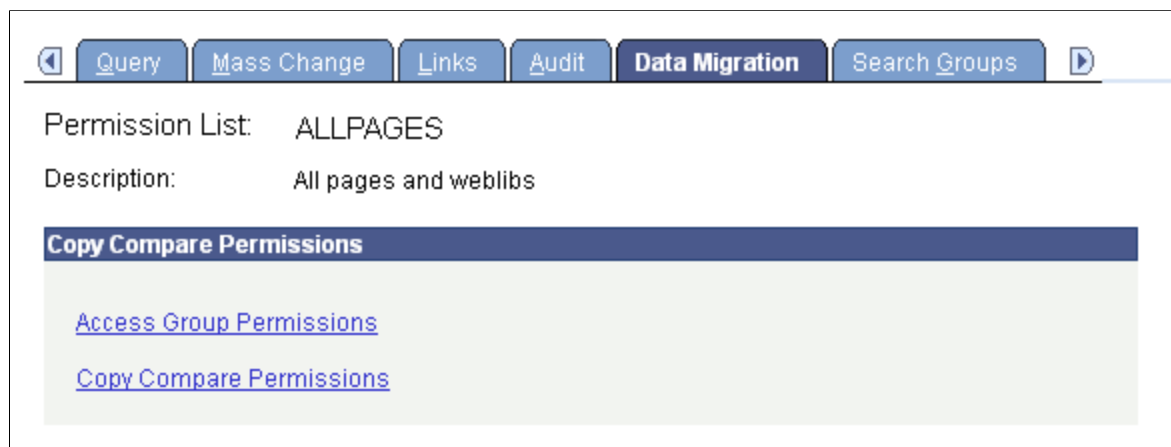 Query Mass Change Links Audit Data Migration Search Groups
Permission List: ALLPAGES
Description: All pages and weblibs
Copy Compare Permissions
Access Group Permissions
Copy Compare Permissions